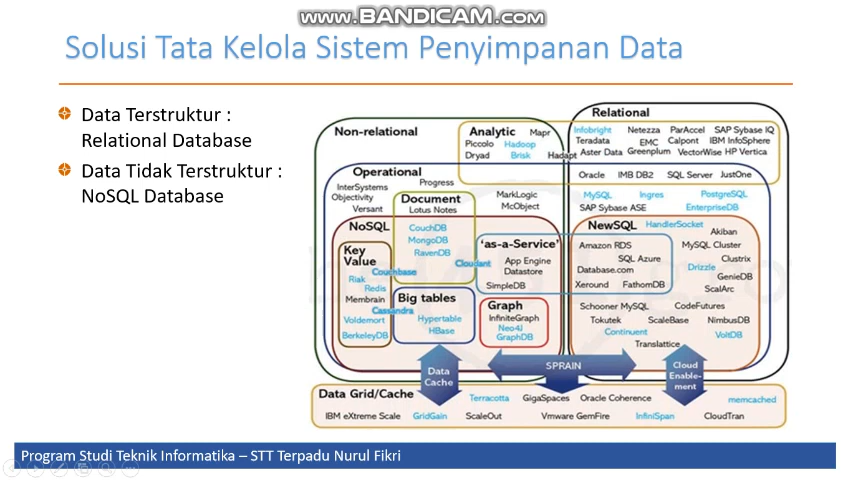 www.BANDICAM.com
Solusi Tata Kelola Sistem Penyimpanan Data
Data Terstruktur :
Relational Database
Data Tidak Terstruktur :
NoSQL Database
Relational
Non-relational
Analytic
Mapr
Piccolo
Hadoop
Dryad
Brisk
Hadapt
Infobright
Netezza
ParAccel
SAP Sybase IQ
Teradata
EMC
Calpont
IBM InfoSphere
Aster Data
Greenplum
VectorWise
HP Vertica
Operational
InterSystems
Progress
Objectivity
Versant
Document
Lotus Notes
MarkLogic
McObject
Oracle
IMB DB2
SQL Server
JustOne
MySQL
Ingres
PostgreSQL
SAP Sybase ASE
EnterpriseDB
NoSQL
CouchDB
MongoDB
RavenDB
Key
Value
Couchbase
Riak
Redis
Membrain
Cassandra
Voldemort
BerkeleyDB
Cloudant
'as-a-Service'
App Engine
Datastore
SimpleDB
Big tables
Hypertable
HBase
Graph
InfiniteGraph
Neo4J
GraphDB
NewSQL
HandlerSocket
Akiban
Amazon RDS
MySQL Cluster
SQL Azure
Clustrix
Database.com
Drizzle
GenieDB
Xeround
FathomDB
ScalArc
Schooner MySQL
CodeFutures
Tokutek
ScaleBase
NimbusDB
Continuent
VoltDB
Translattice
Data
Cache
SPRAIN
Cloud
Enable-
ment
Data Grid/Cache
Terracotta
GigaSpaces
Oracle Coherence
memcached
IBM eXtreme Scale
GridGain
ScaleOut
Vmware GemFire
InfiniSpan
CloudTran
Program Studi Teknik Informatika – STT Terpadu Nurul Fikri